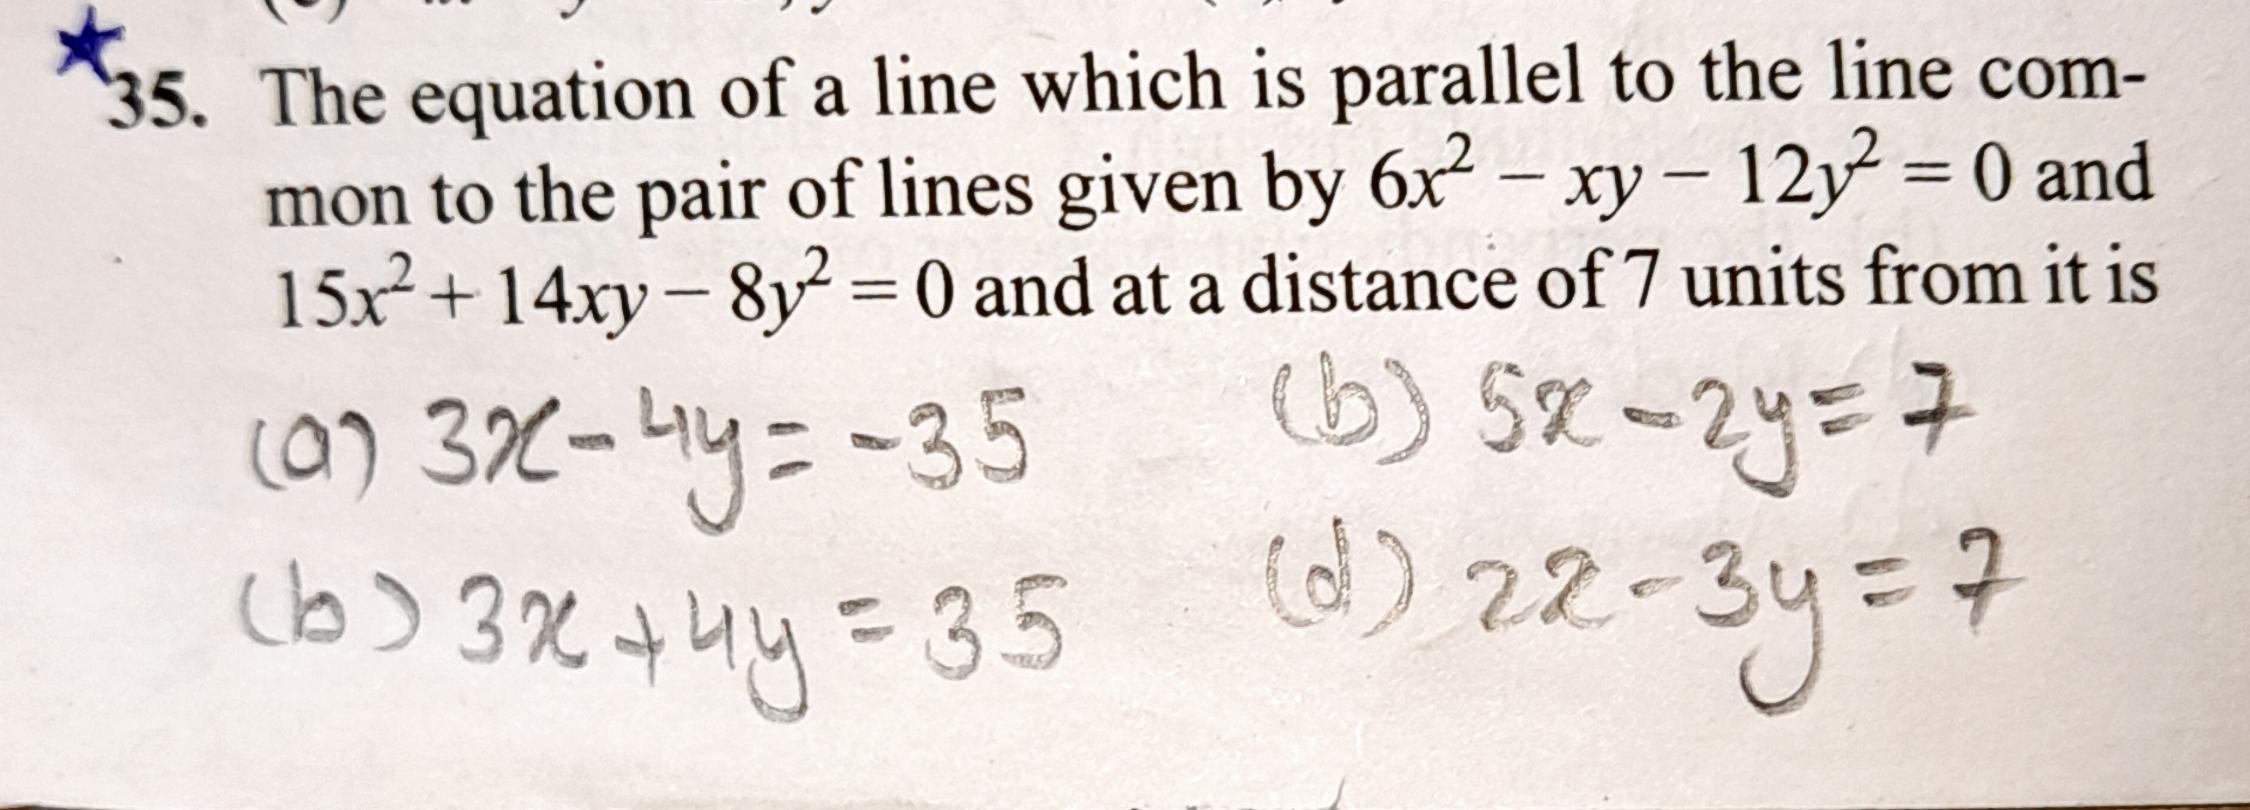 35. The equation of a line which is parallel to the line com-
mon to the pair of lines given by 6x² – xy – 12y² = 0 and
15x² + 14xy – 8y² = 0 and at a distance of 7 units from it is
(a) 3x - 4y = -35 (b) 5x - 2y = 7
(b) 3x + 4y = 35 (d) 2x - 3y = 7